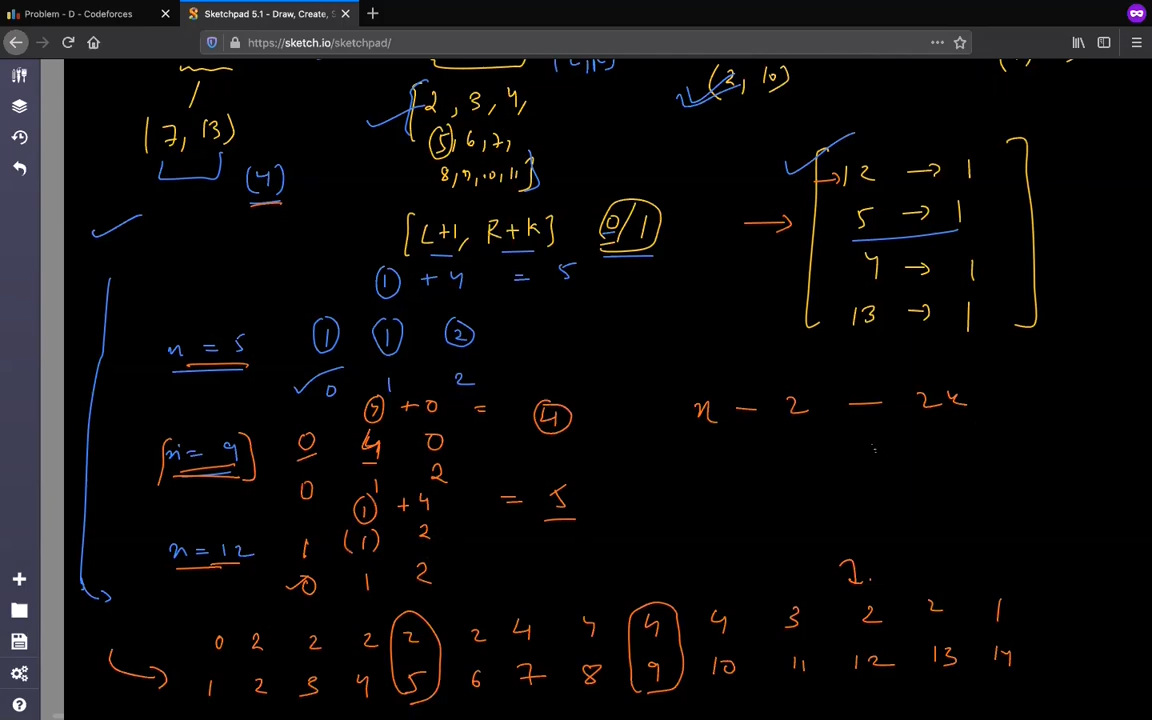 Problem - D - Codeforces
Sketchpad 5.1 - Draw, Create, S
https://sketch.io/sketchpad/
(2, 10)
(7, 13)
(4)
{2, 3, 4,
5, 6, 7,
8, 9, 10, 11}
[L+1, R+K] 0/1
1 + 4 = 5
12 → 1
5 → 1
4 → 1
13 → 1
n = 5 1 1 2
0 1 2
4 + 0 = 4
[n = 9] 0 4 0
0 1 2
1 + 4 = 5
n = 12 1 (1) 2
0 1 2
n - 2 - 2x
2.
0 2 2 2 2 2 4 4 4 4 3 2 2 1
1 2 3 4 5 6 7 8 9 10 11 12 13 14